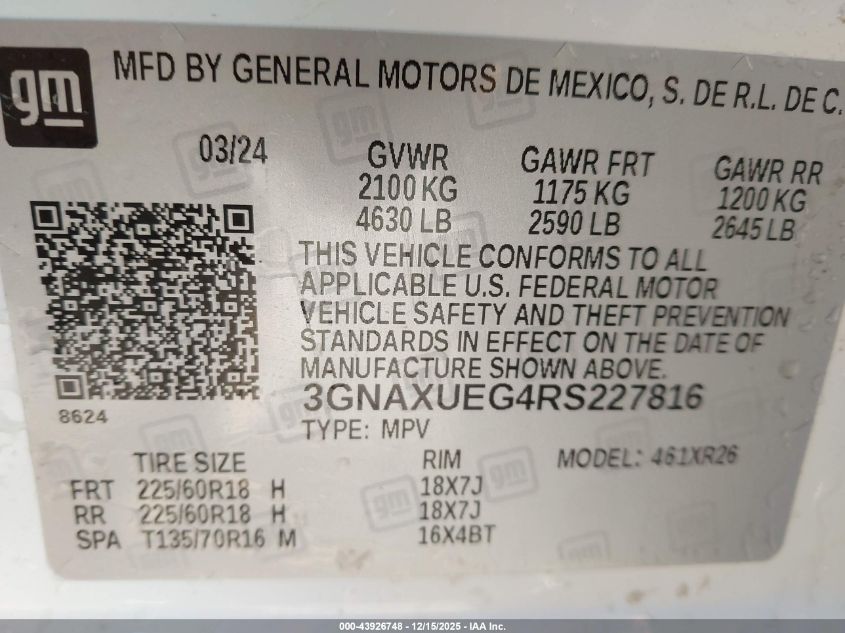 gm
MFD BY GENERAL MOTORS DE MEXICO, S. DE R.L. DE C.
03/24 GVWR GAWR FRT GAWR RR
2100 KG 1175 KG 1200 KG
4630 LB 2590 LB 2645 LB
THIS VEHICLE CONFORMS TO ALL
APPLICABLE U.S. FEDERAL MOTOR
VEHICLE SAFETY AND THEFT PREVENTION
STANDARDS IN EFFECT ON THE DATE OF
MANUFACTURE SHOWN ABOVE.
3GNAXUEG4RS227816
8624
TYPE: MPV
TIRE SIZE RIM MODEL: 461XR26
FRT 225/60R18 H 18X7J
RR 225/60R18 H 18X7J
SPA T135/70R16 M 16X4BT
000-43926748 - 12/15/2025 - IAA Inc.